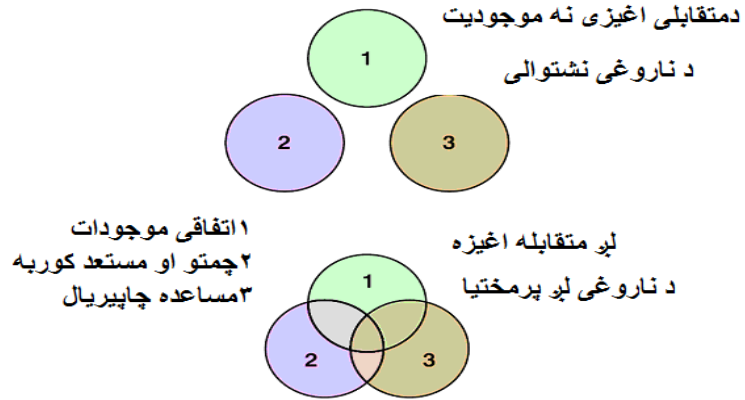 دمتقابلی اغیزی نه موجودیت
د ناروغی نشتوالی
1
2
3
۱اتفاقی موجودات
۲چمتو او مستعد کوربه
۳مساعده چاپیریال
لږ متقابله اغیزه
د ناروغی لږ پرمختیا
1
2
3